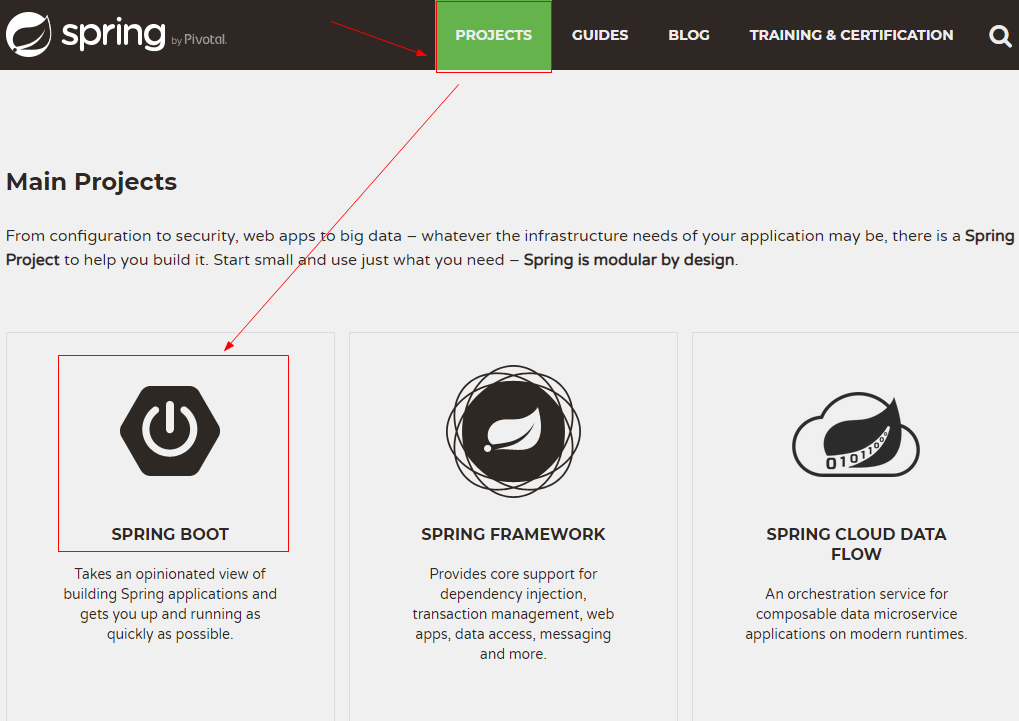 spring by Pivotal.
PROJECTS
GUIDES
BLOG
TRAINING & CERTIFICATION
Main Projects
From configuration to security, web apps to big data – whatever the infrastructure needs of your application may be, there is a Spring
Project to help you build it. Start small and use just what you need – Spring is modular by design.
SPRING BOOT
Takes an opinionated view of
building Spring applications and
gets you up and running as
quickly as possible.
SPRING FRAMEWORK
Provides core support for
dependency injection,
transaction management, web
apps, data access, messaging
and more.
01011000
SPRING CLOUD DATA
FLOW
An orchestration service for
composable data microservice
applications on modern runtimes.